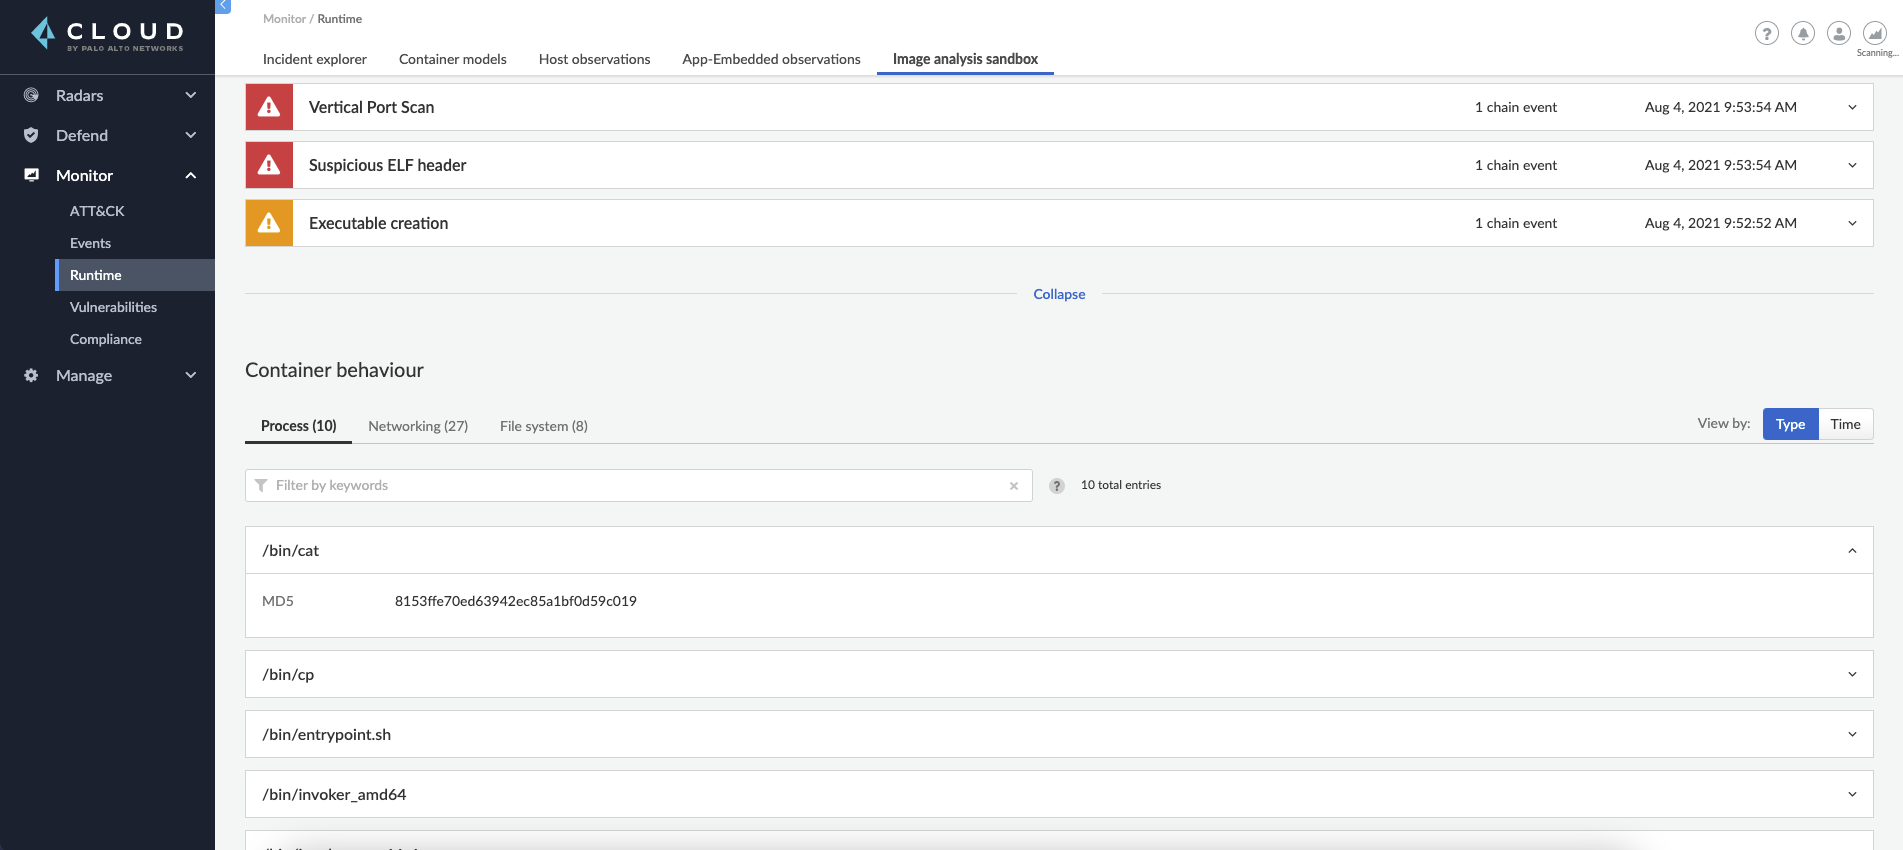 CLOUD
BY PALO ALTO NETWORKS
Radars
Defend
Monitor
ATT&CK
Events
Runtime
Vulnerabilities
Compliance
Manage
Monitor / Runtime
Scanning...
Incident explorer Container models Host observations App-Embedded observations Image analysis sandbox
Vertical Port Scan 1 chain event Aug 4, 2021 9:53:54 AM
Suspicious ELF header 1 chain event Aug 4, 2021 9:53:54 AM
Executable creation 1 chain event Aug 4, 2021 9:52:52 AM
Collapse
Container behaviour
Process (10) Networking (27) File system (8) View by: Type Time
Filter by keywords ? 10 total entries
/bin/cat
MD5 8153ffe70ed63942ec85a1bf0d59c019
/bin/cp
/bin/entrypoint.sh
/bin/invoker_amd64